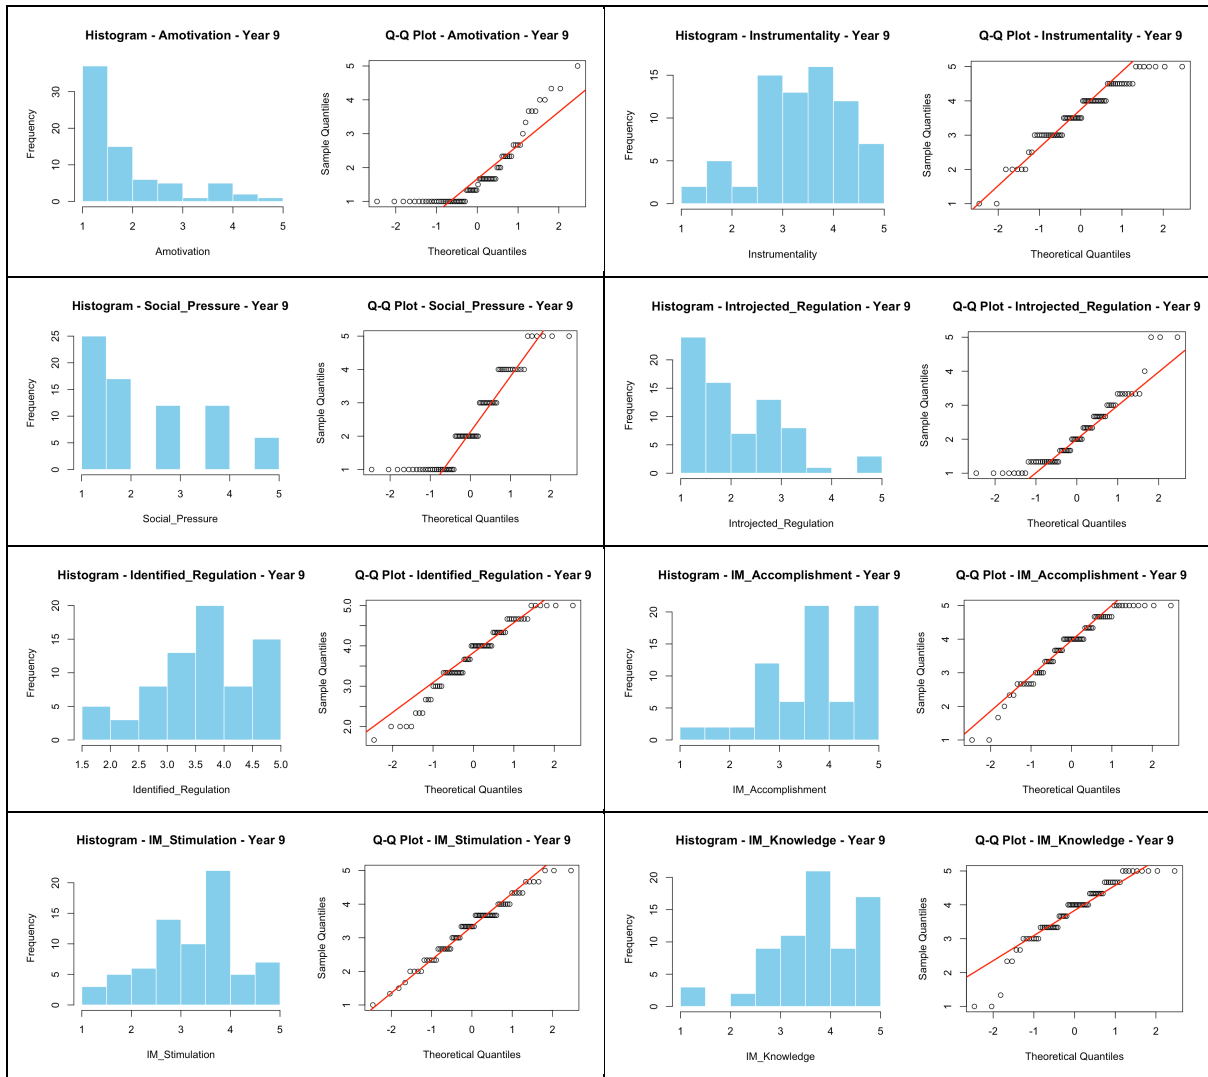 Histogram - Amotivation - Year 9
Frequency
0 10 20 30
1 2 3 4 5
Amotivation
Q-Q Plot - Amotivation - Year 9
Sample Quantiles
1 2 3 4 5
-2 -1 0 1 2
Theoretical Quantiles
Histogram - Instrumentality - Year 9
Frequency
0 5 10 15
1 2 3 4 5
Instrumentality
Q-Q Plot - Instrumentality - Year 9
Sample Quantiles
1 2 3 4 5
-2 -1 0 1 2
Theoretical Quantiles
Histogram - Social_Pressure - Year 9
Frequency
0 5 10 15 20 25
1 2 3 4 5
Social_Pressure
Q-Q Plot - Social_Pressure - Year 9
Sample Quantiles
1 2 3 4 5
-2 -1 0 1 2
Theoretical Quantiles
Histogram - Introjected_Regulation - Year 9
Frequency
0 5 10 15 20
1 2 3 4 5
Introjected_Regulation
Q-Q Plot - Introjected_Regulation - Year 9
Sample Quantiles
1 2 3 4 5
-2 -1 0 1 2
Theoretical Quantiles
Histogram - Identified_Regulation - Year 9
Frequency
0 5 10 15 20
1.5 2.0 2.5 3.0 3.5 4.0 4.5 5.0
Identified_Regulation
Q-Q Plot - Identified_Regulation - Year 9
Sample Quantiles
2.0 3.0 4.0 5.0
-2 -1 0 1 2
Theoretical Quantiles
Histogram - IM_Accomplishment - Year 9
Frequency
0 5 10 15 20
1 2 3 4 5
IM_Accomplishment
Q-Q Plot - IM_Accomplishment - Year 9
Sample Quantiles
1 2 3 4 5
-2 -1 0 1 2
Theoretical Quantiles
Histogram - IM_Stimulation - Year 9
Frequency
0 5 10 15 20
1 2 3 4 5
IM_Stimulation
Q-Q Plot - IM_Stimulation - Year 9
Sample Quantiles
1 2 3 4 5
-2 -1 0 1 2
Theoretical Quantiles
Histogram - IM_Knowledge - Year 9
Frequency
0 5 10 15 20
1 2 3 4 5
IM_Knowledge
Q-Q Plot - IM_Knowledge - Year 9
Sample Quantiles
1 2 3 4 5
-2 -1 0 1 2
Theoretical Quantiles